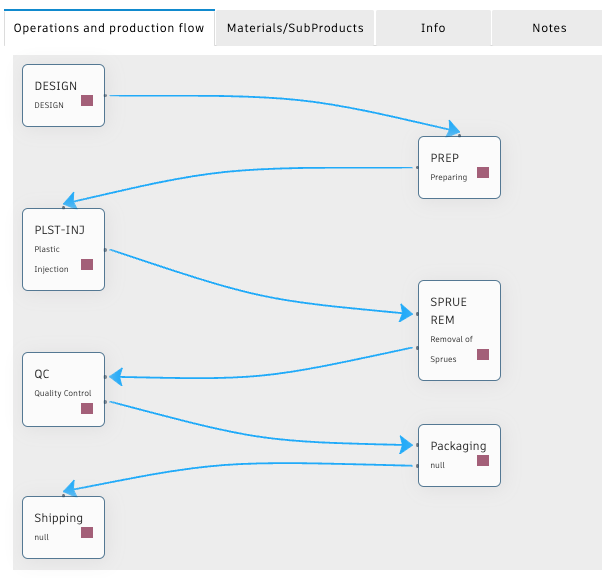 Operations and production flow
Materials/SubProducts
Info
Notes
DESIGN
DESIGN
PREP
Preparing
PLST-INJ
Plastic
Injection
SPRUE
REM
Removal of
Sprues
QC
Quality Control
Packaging
null
Shipping
null